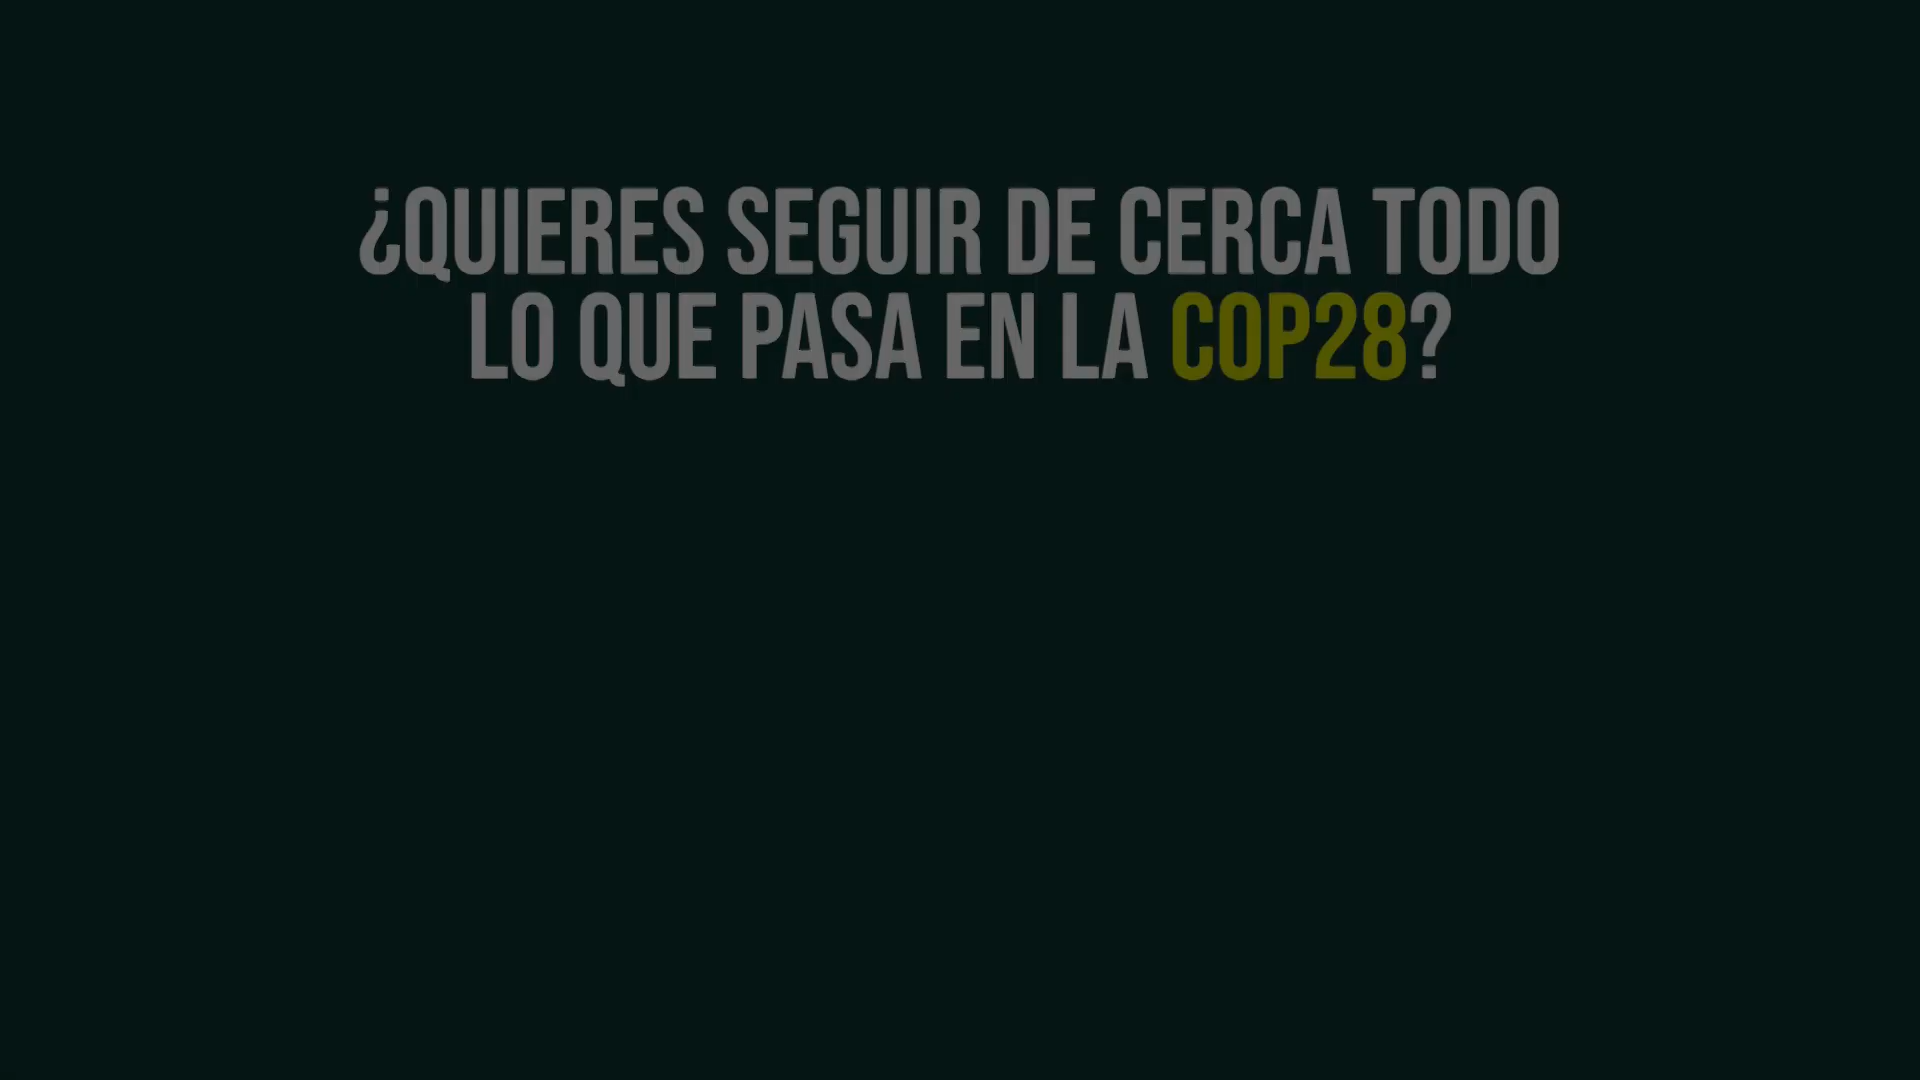 ¿QUIERES SEGUIR DE CERCA TODO
LO QUE PASA EN LA COP28?